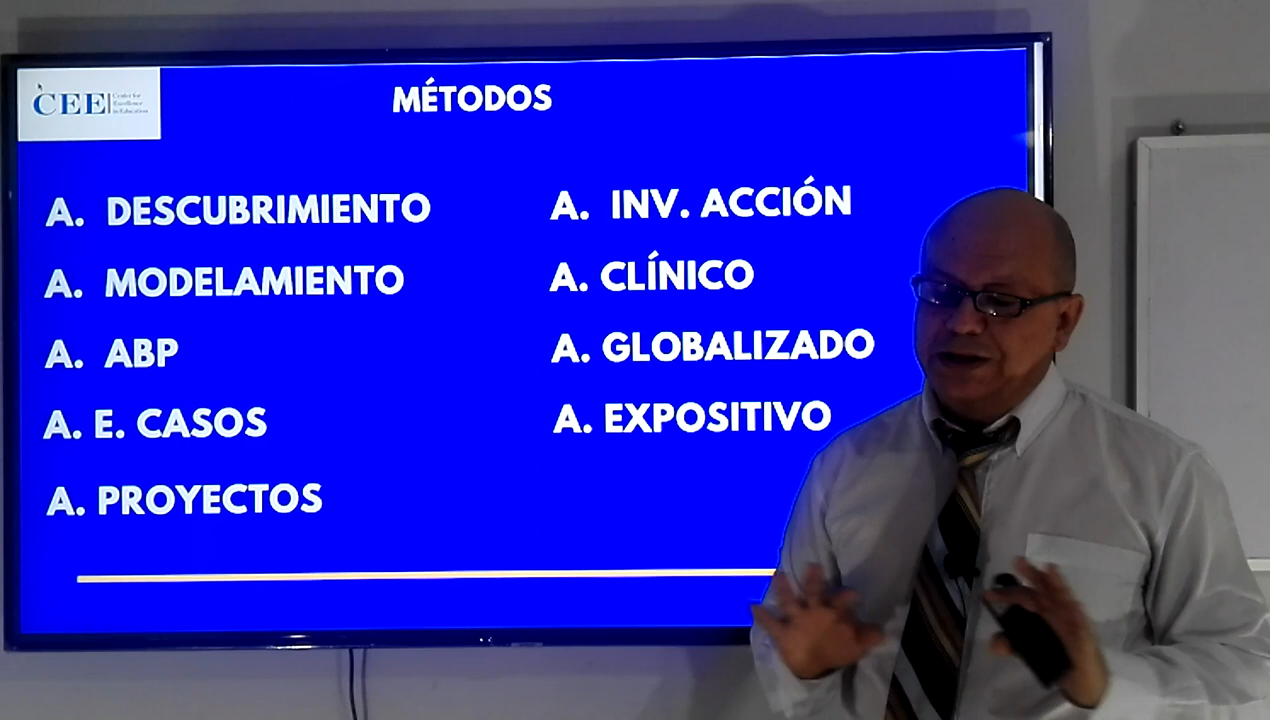 CEE
Center for
Excellence
in Education
MÉTODOS
A. DESCUBRIMIENTO
A. MODELAMIENTO
A. ABP
A. E. CASOS
A. PROYECTOS
A. INV. ACCIÓN
A. CLÍNICO
A. GLOBALIZADO
A. EXPOSITIVO